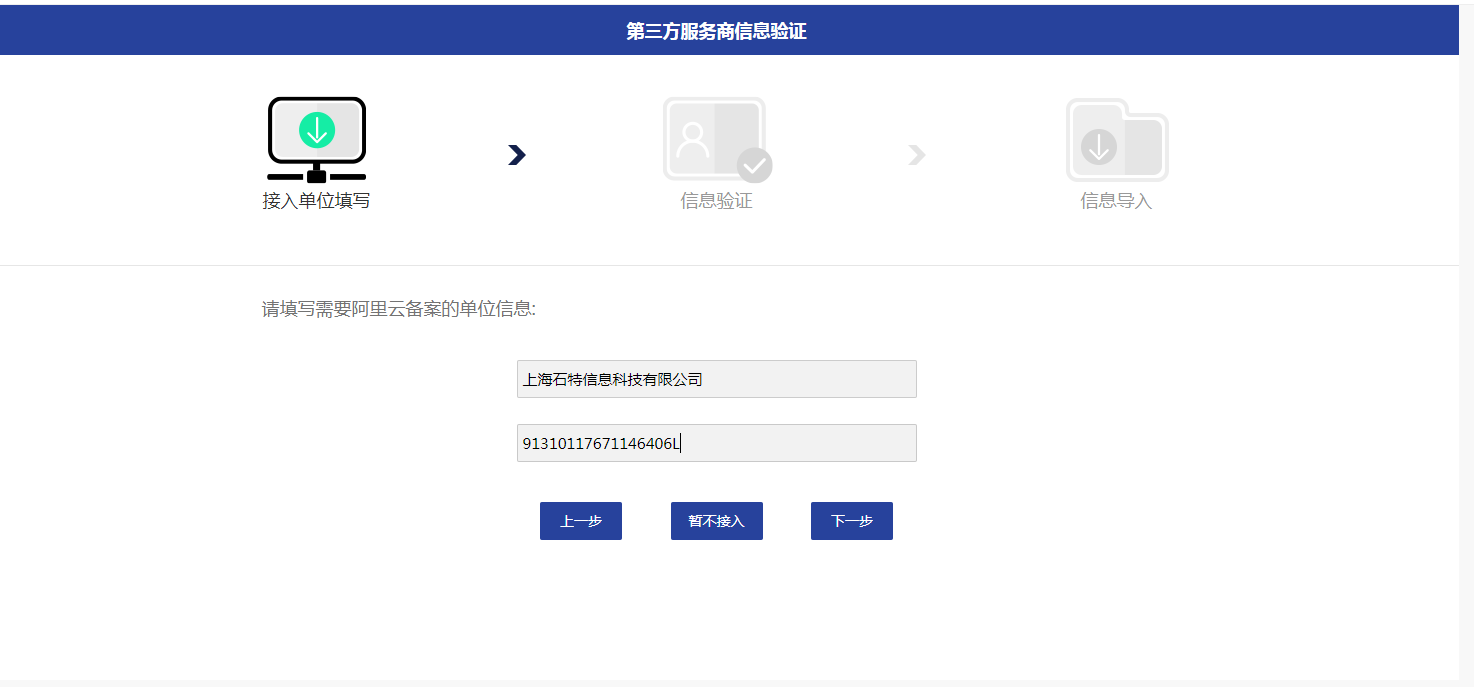 第三方服务商信息验证
接入单位填写
信息验证
信息导入
请填写需要阿里云备案的单位信息:
上海石特信息科技有限公司
91310117671146406L
上一步
暂不接入
下一步